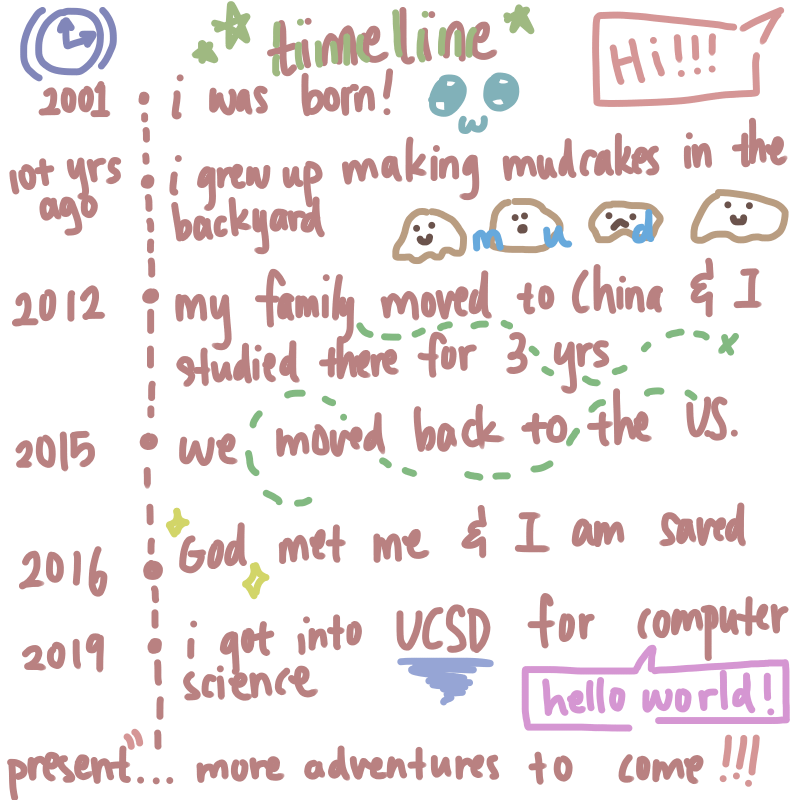 timeline
Hi!!!
2001 i was born!
10+ yrs ago i grew up making mudcakes in the
backyard
mud
2012 my family moved to China & I
studied there for 3 yrs
2015 we moved back to the US.
2016 God met me & I am saved
2019 i got into UCSD for computer
science
hello world!
present... more adventures to come!!!